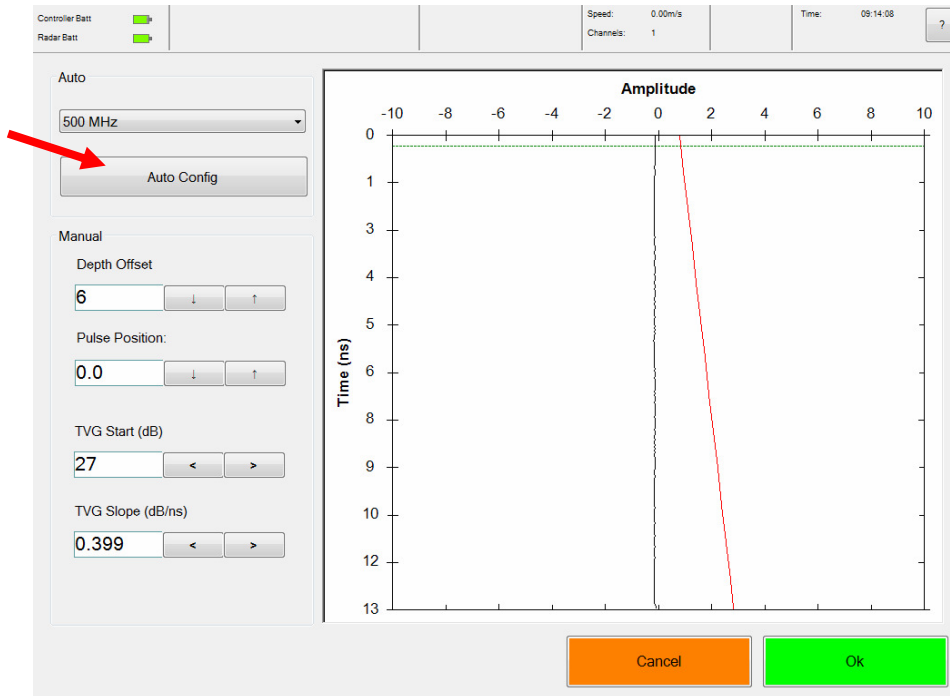 Controller Batt
Radar Batt
Speed: 0.00m/s
Channels: 1
Time: 09:14:08
?
Auto
500 MHz
Auto Config
Manual
Depth Offset
6 ↓ ↑
Pulse Position:
0.0 ↓ ↑
TVG Start (dB)
27 < >
TVG Slope (dB/ns)
0.399 < >
Amplitude
-10 -8 -6 -4 -2 0 2 4 6 8 10
Time (ns)
0
1
3
4
5
6
8
9
10
12
13
Cancel Ok